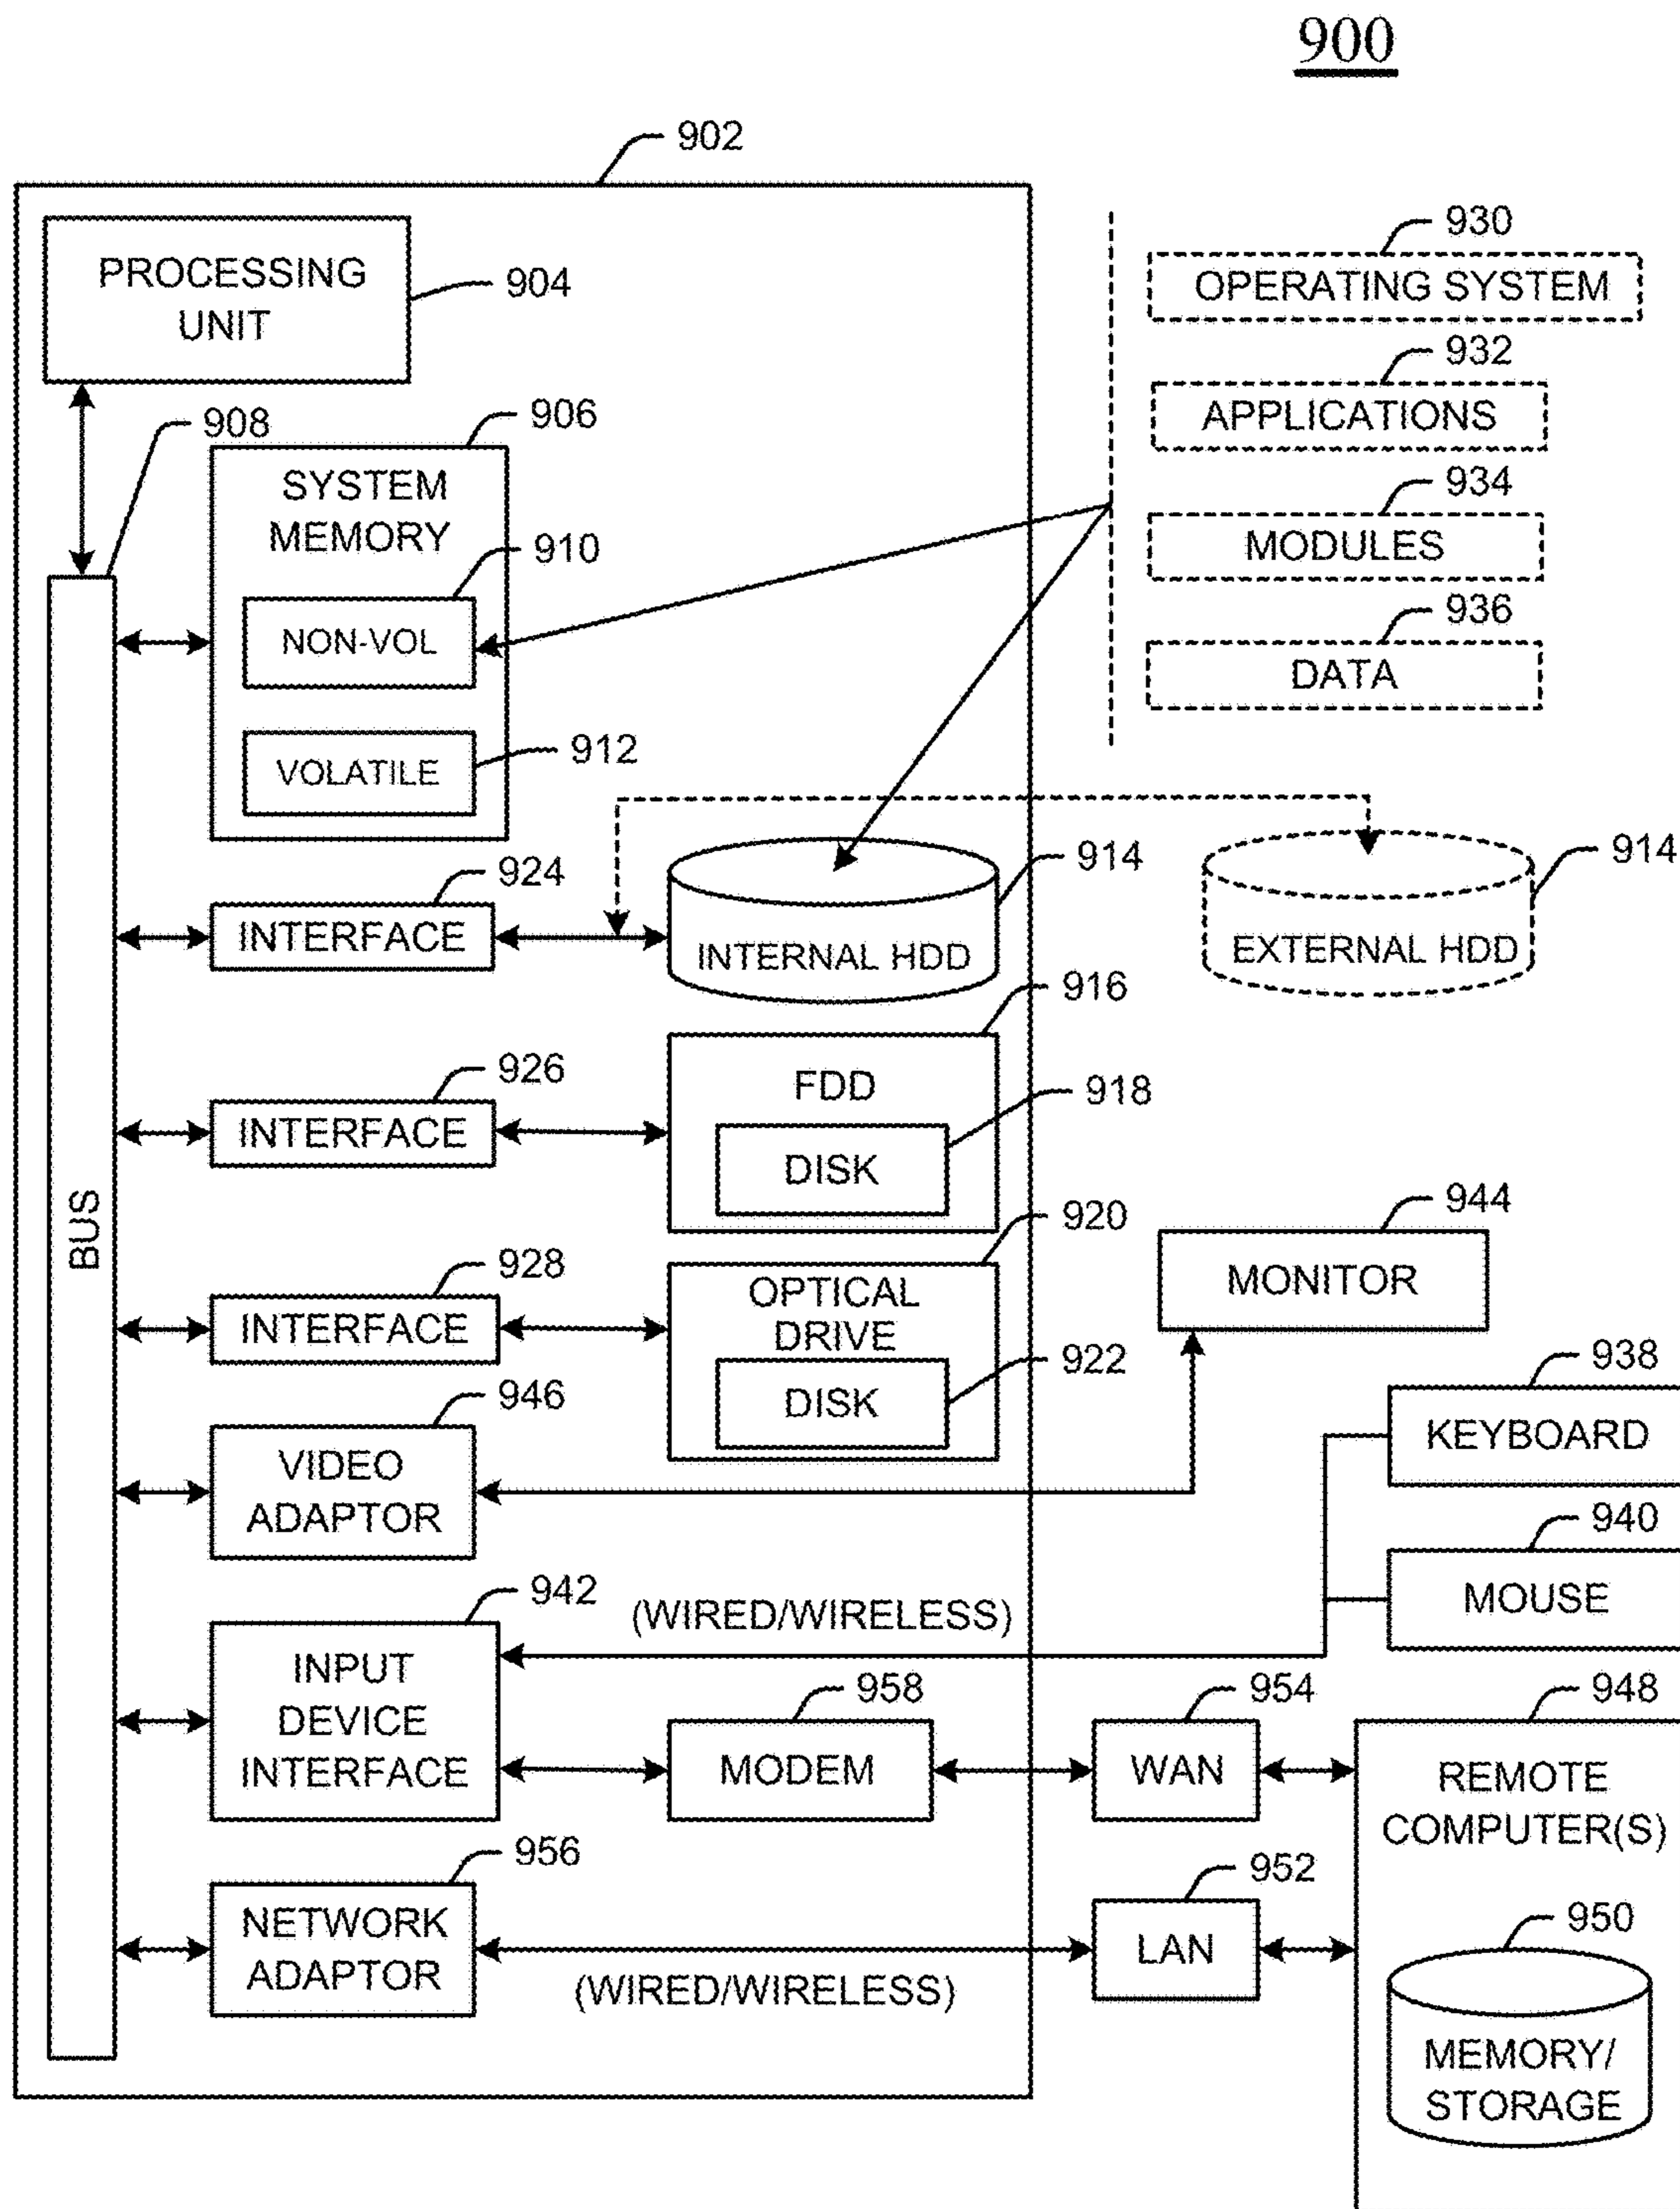 900
902
PROCESSING
UNIT
904
930
OPERATING SYSTEM
932
APPLICATIONS
934
MODULES
936
DATA
908
906
SYSTEM
MEMORY
910
NON-VOL
912
VOLATILE
924
INTERFACE
914
INTERNAL HDD
914
EXTERNAL HDD
916
926
INTERFACE
FDD
918
DISK
BUS
920
928
INTERFACE
OPTICAL
DRIVE
922
DISK
944
MONITOR
938
KEYBOARD
946
VIDEO
ADAPTOR
940
MOUSE
942
(WIRED/WIRELESS)
INPUT
DEVICE
INTERFACE
958
MODEM
954
WAN
948
REMOTE
COMPUTER(S)
956
NETWORK
ADAPTOR
(WIRED/WIRELESS)
952
LAN
950
MEMORY/
STORAGE